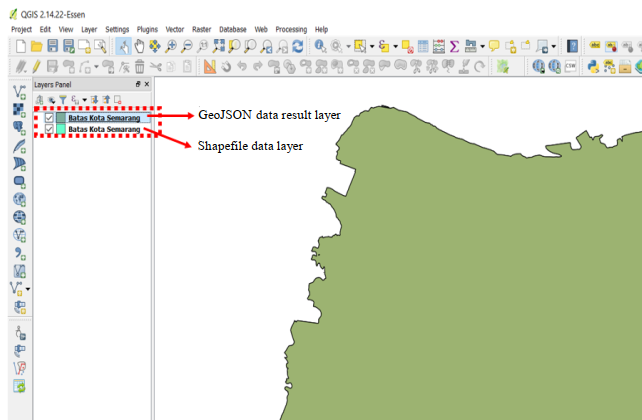 QGIS 2.14.22-Essen
Project Edit View Layer Settings Plugins Vector Raster Database Web Processing Help
Layers Panel
Batas Kota Semarang
GeoJSON data result layer
Batas Kota Semarang
Shapefile data layer